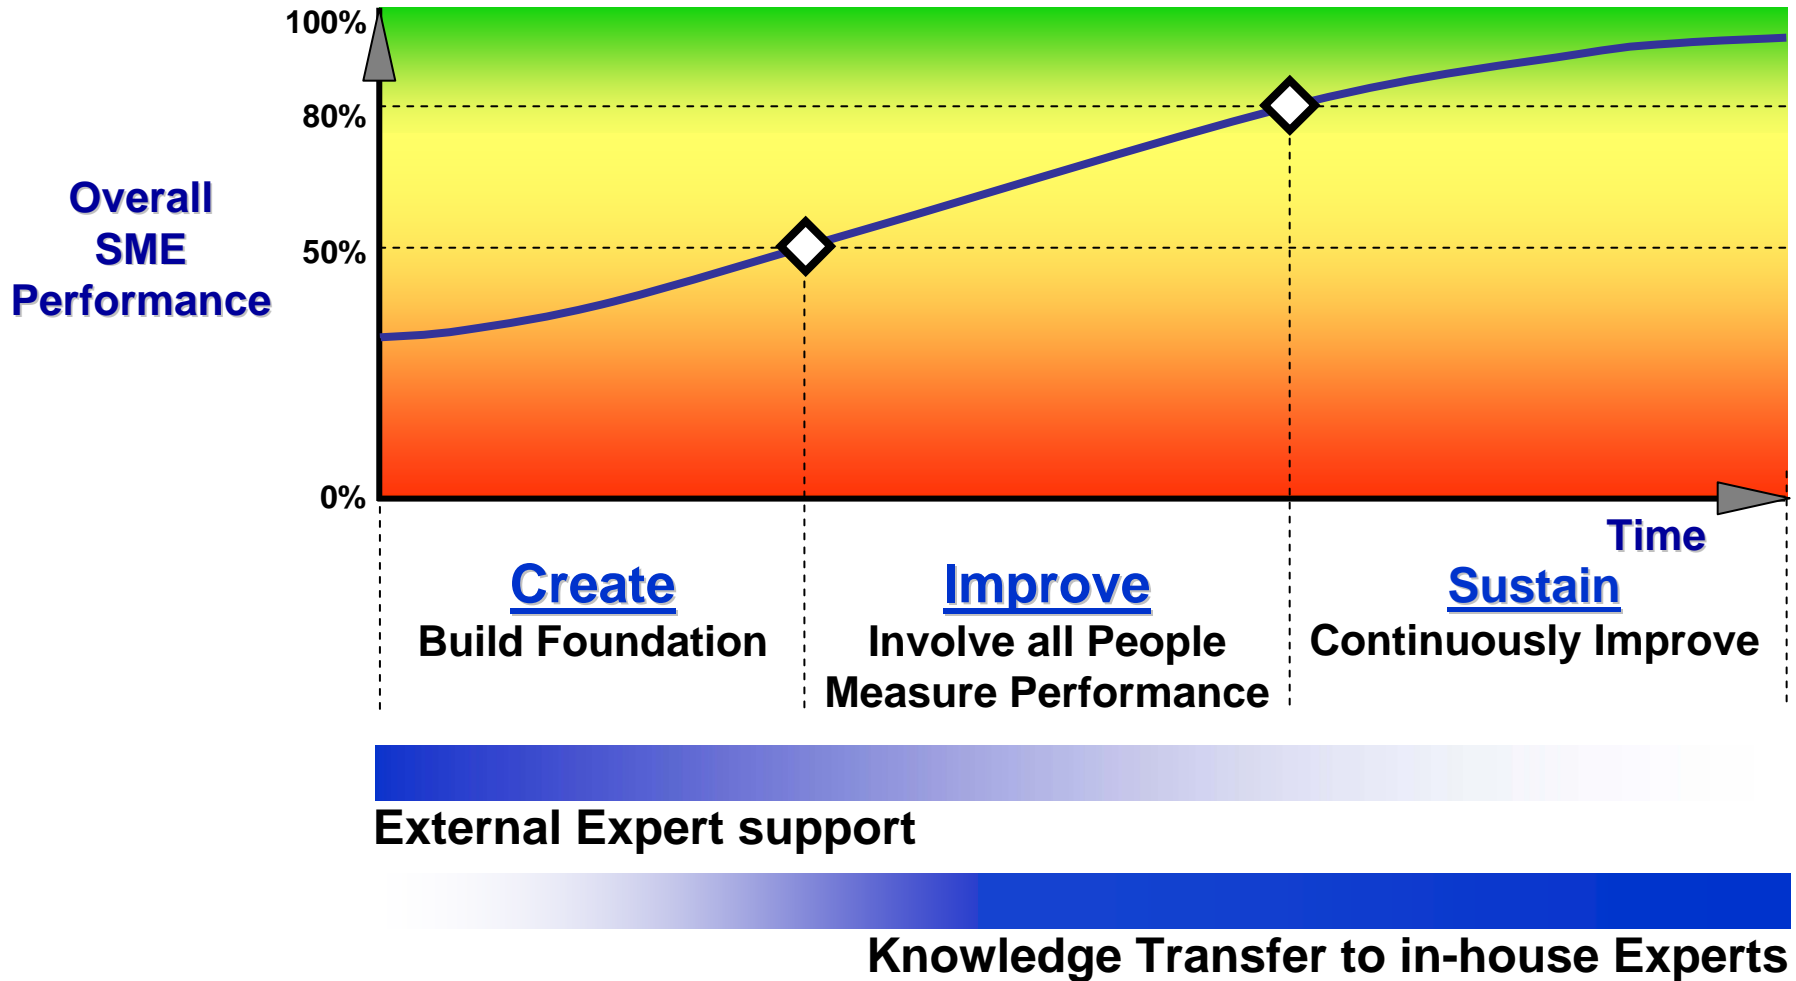 100%
80%
Overall
SME
Performance
50%
0%
Time
Create
Improve
Sustain
Build Foundation
Involve all People
Measure Performance
Continuously Improve
External Expert support
Knowledge Transfer to in-house Experts